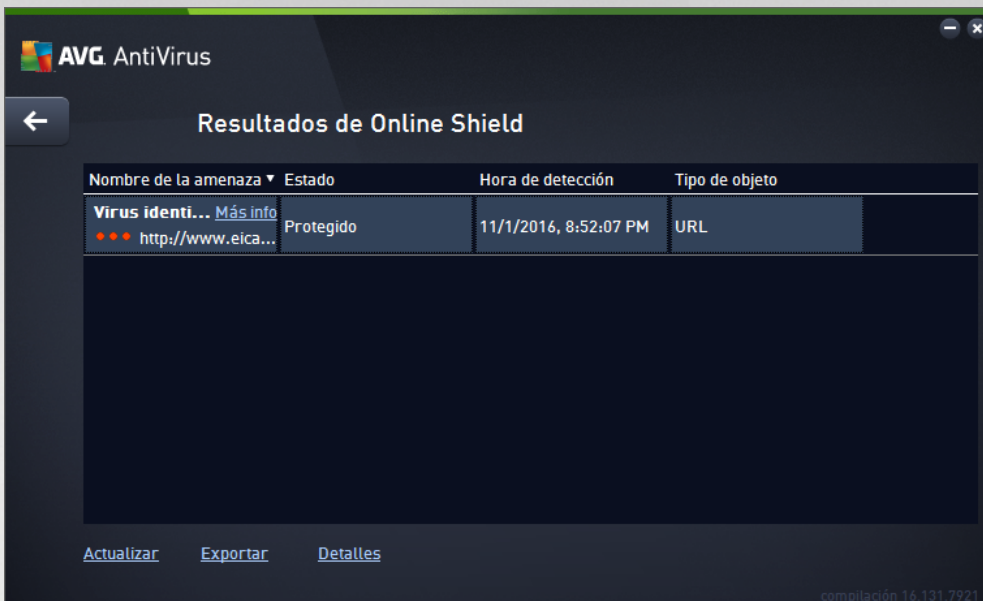 AVG. AntiVirus
Resultados de Online Shield
Nombre de la amenaza Estado Hora de detección Tipo de objeto
Virus identi... Más info
http://www.eica...
Protegido 11/1/2016, 8:52:07 PM URL
Actualizar Exportar Detalles
compilación 16.131.7921